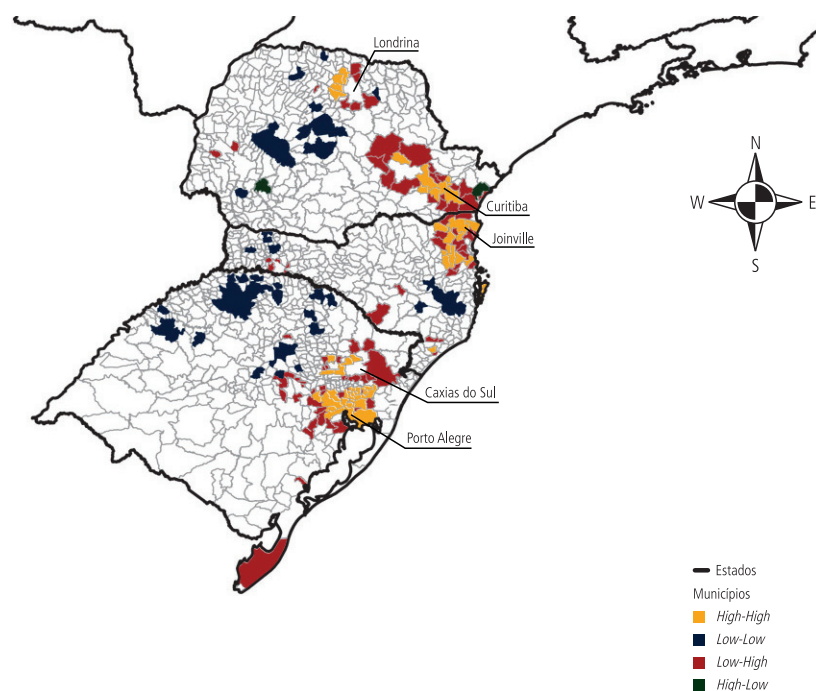 Londrina
N
W
E
S
Curitiba
Joinville
Caxias do Sul
Porto Alegre
Estados
Municípios
High-High
Low-Low
Low-High
High-Low